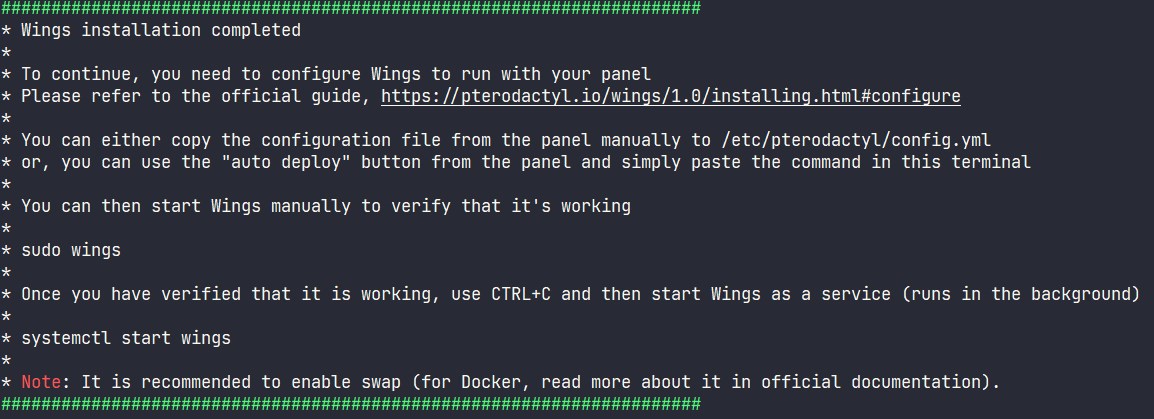 ######################################################################
* Wings installation completed
*
* To continue, you need to configure Wings to run with your panel
* Please refer to the official guide, https://pterodactyl.io/wings/1.0/installing.html#configure
*
* You can either copy the configuration file from the panel manually to /etc/pterodactyl/config.yml
* or, you can use the "auto deploy" button from the panel and simply paste the command in this terminal
*
* You can then start Wings manually to verify that it's working
*
* sudo wings
*
* Once you have verified that it is working, use CTRL+C and then start Wings as a service (runs in the background)
*
* systemctl start wings
*
* Note: It is recommended to enable swap (for Docker, read more about it in official documentation).
######################################################################